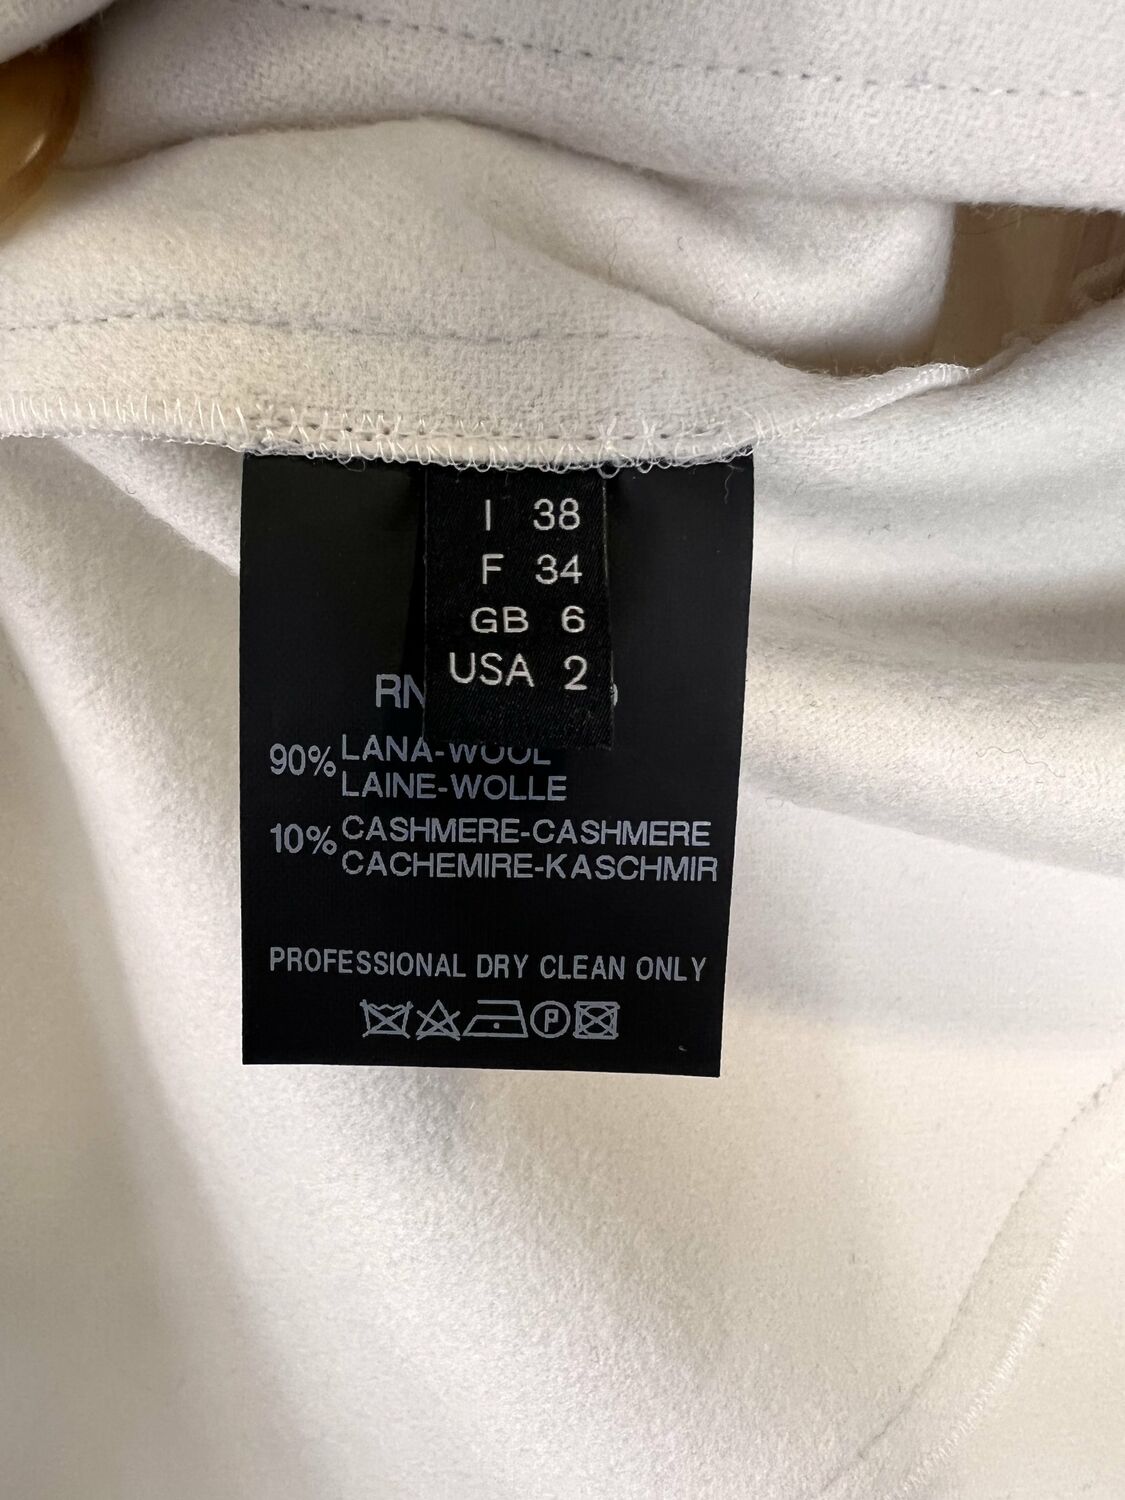 I 38
F 34
GB 6
USA 2
RN
90% LANA-WOOL
LAINE-WOLLE
10% CASHMERE-CASHMERE
CACHEMIRE-KASCHMIR
PROFESSIONAL DRY CLEAN ONLY
P